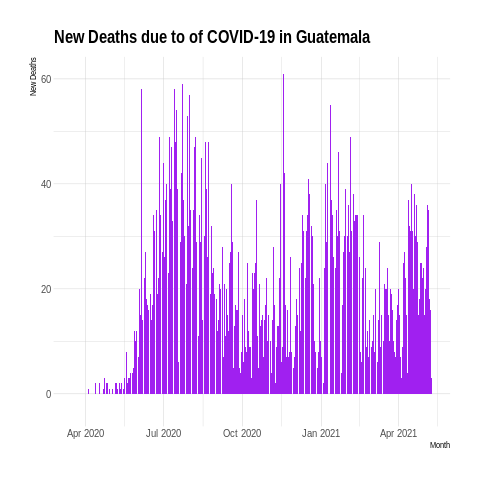 New Deaths due to of COVID-19 in Guatemala
New Deaths
60
40
20
0
Apr 2020 Jul 2020 Oct 2020 Jan 2021 Apr 2021
Month